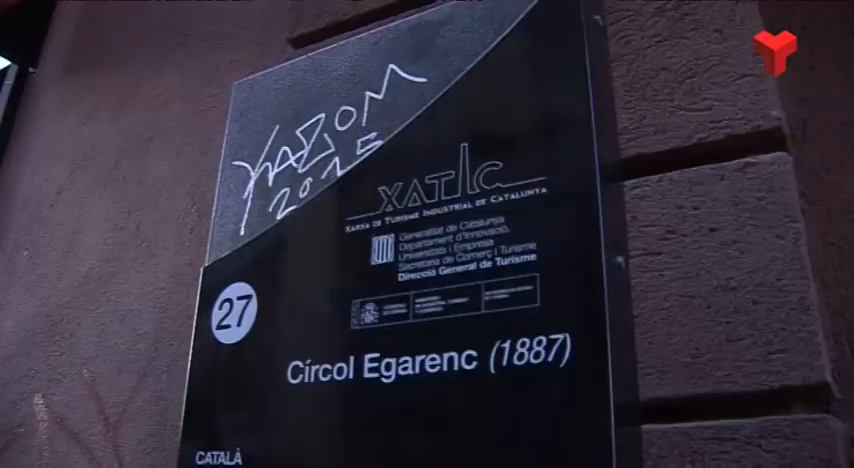 2015
XATIC
XARXA DE TURISME INDUSTRIAL DE CATALUNYA
Generalitat de Catalunya
Departament d'Innovació,
Universitats i Empresa
Secretaria de Comerç i Turisme
Direcció General de Turisme
27
Círcol Egarenc (1887)
CATALÀ